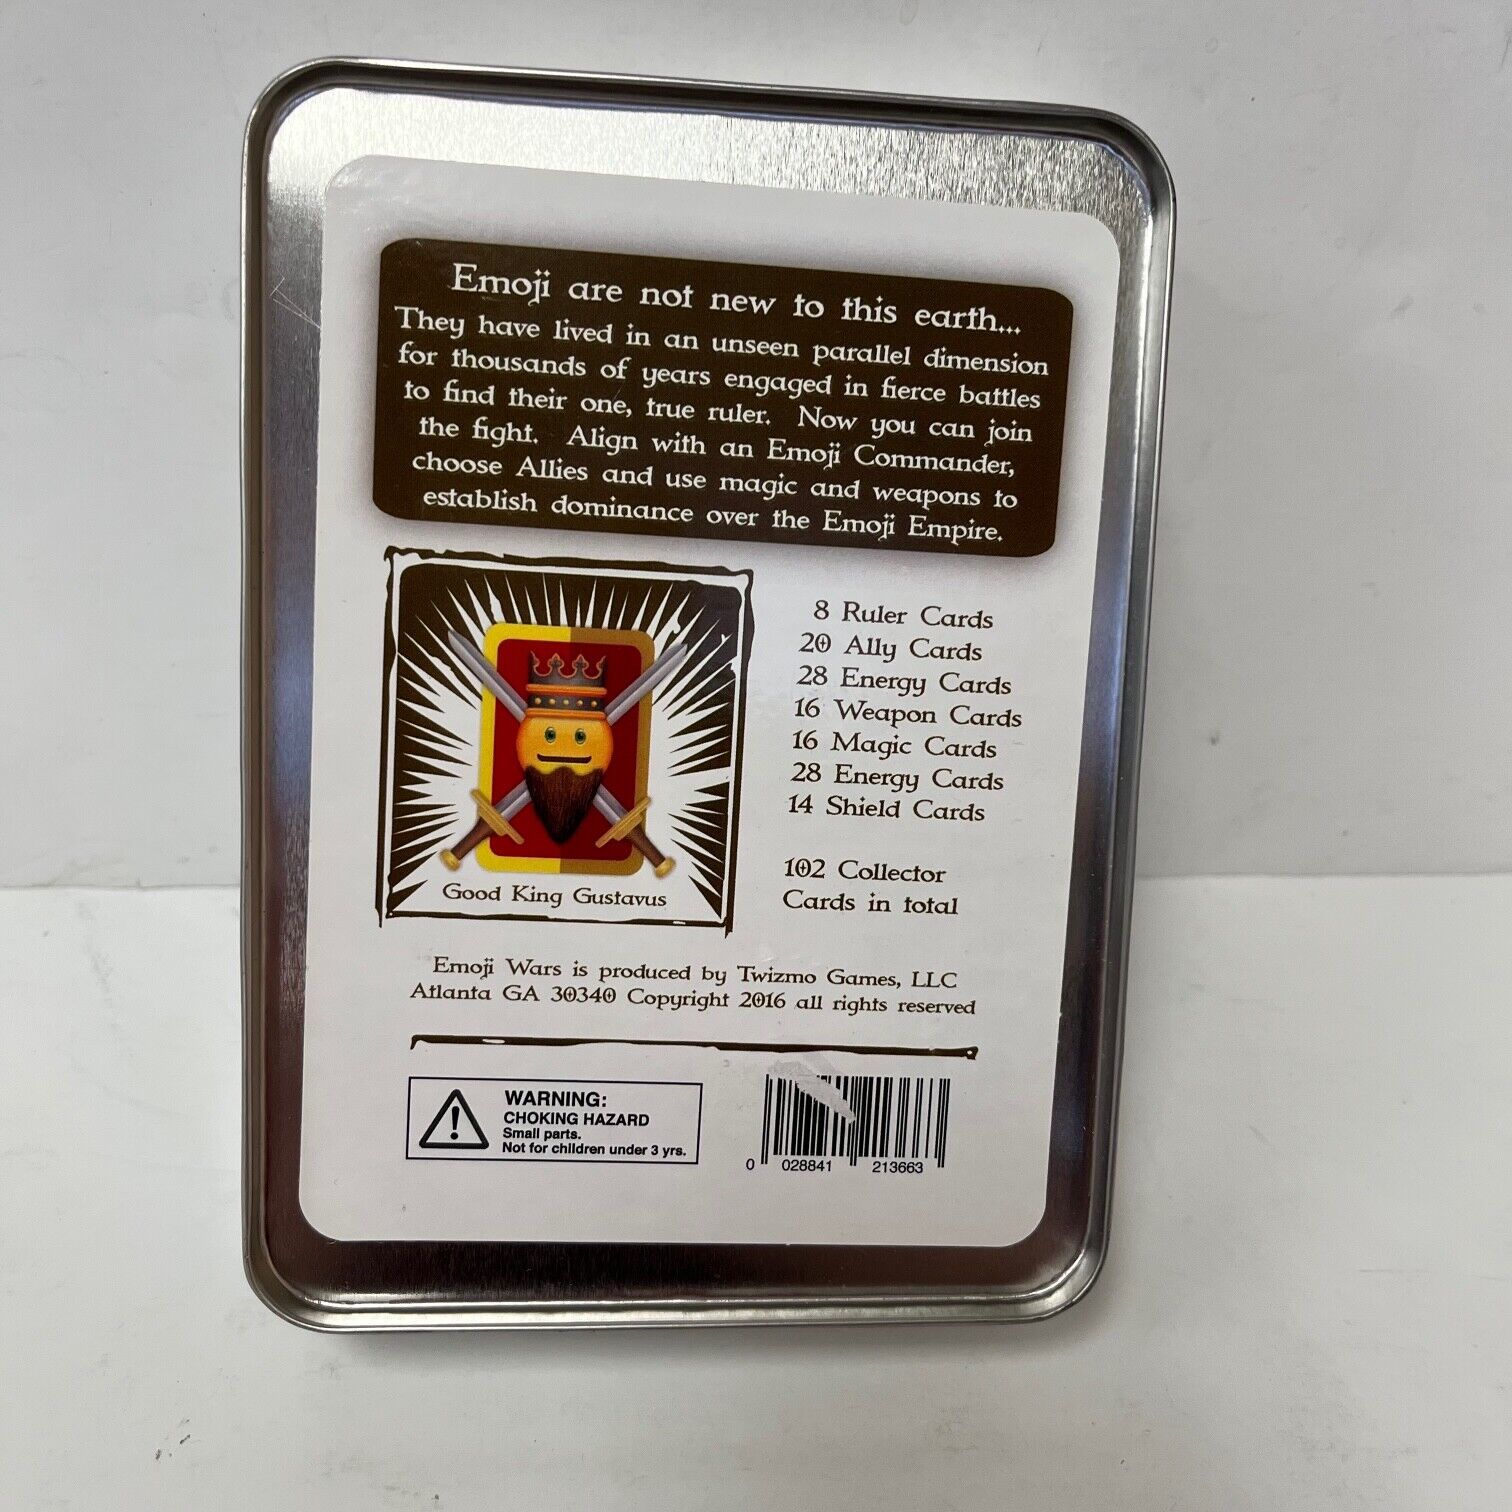 Emoji are not new to this earth...
They have lived in an unseen parallel dimension
for thousands of years engaged in fierce battles
to find their one, true ruler. Now you can join
the fight. Align with an Emoji Commander,
choose Allies and use magic and weapons to
establish dominance over the Emoji Empire.
Good King Gustavus
8 Ruler Cards
20 Ally Cards
28 Energy Cards
16 Weapon Cards
16 Magic Cards
28 Energy Cards
14 Shield Cards
102 Collector
Cards in total
Emoji Wars is produced by Twizmo Games, LLC
Atlanta GA 30340 Copyright 2016 all rights reserved
WARNING:
CHOKING HAZARD
Small parts.
Not for children under 3 yrs.
0 028841 213663